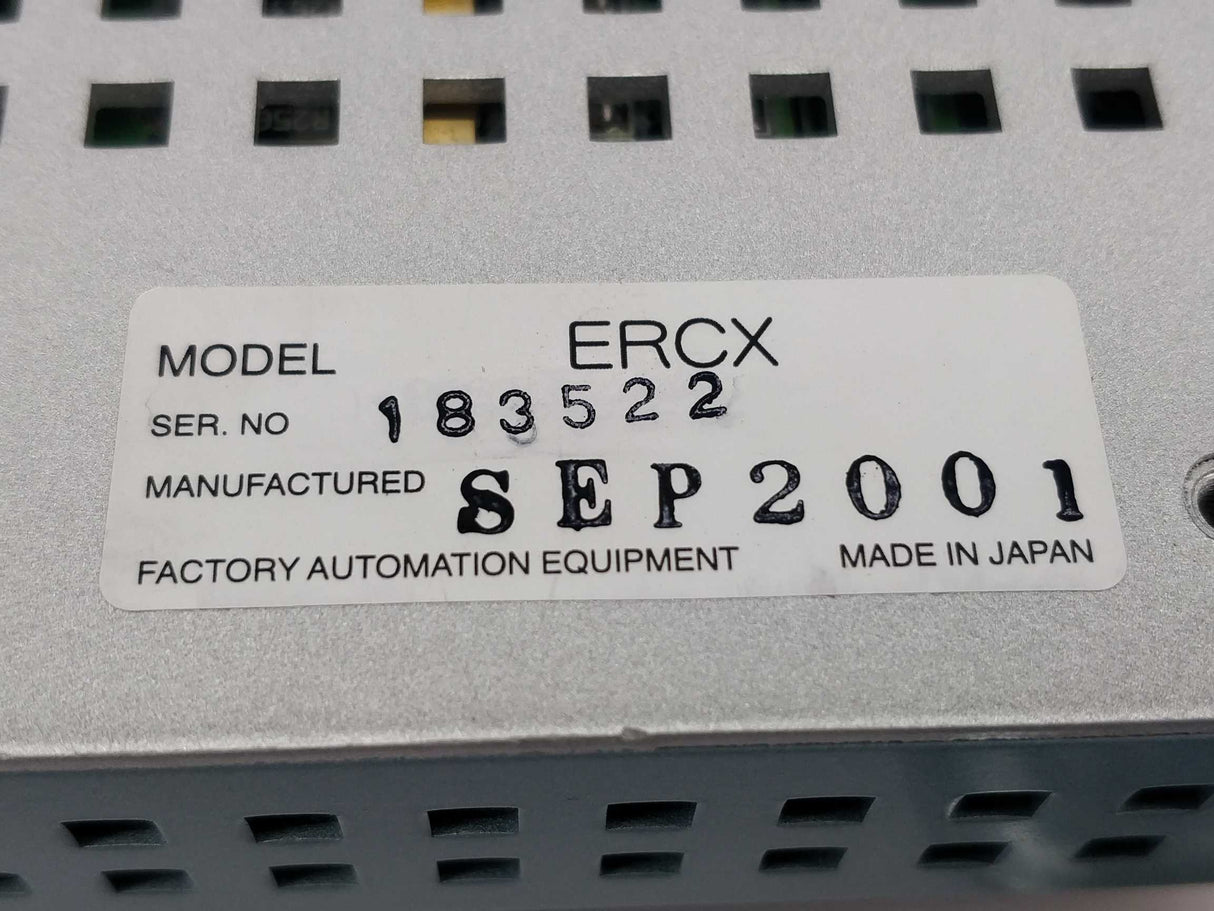 MODEL ERCX
SER. NO 183522
MANUFACTURED SEP2001
FACTORY AUTOMATION EQUIPMENT MADE IN JAPAN